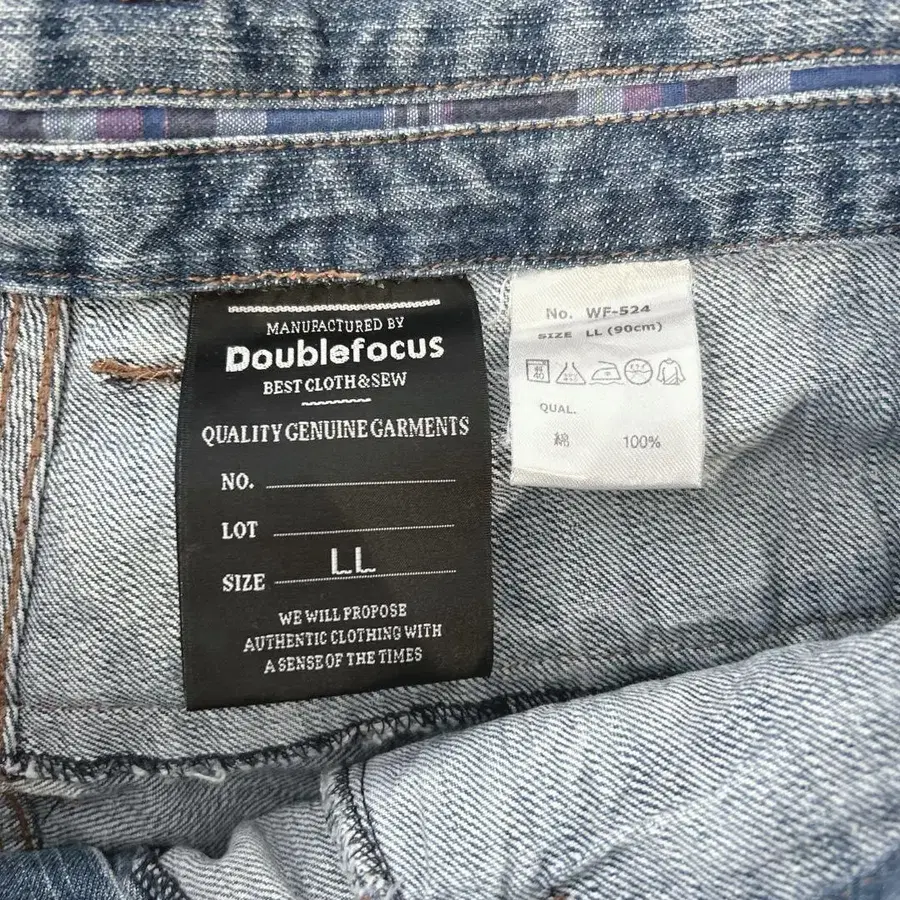 MANUFACTURED BY
Doublefocus
BEST CLOTH&SEW
QUALITY GENUINE GARMENTS
NO.
LOT
SIZE LL
WE WILL PROPOSE
AUTHENTIC CLOTHING WITH
A SENSE OF THE TIMES
No. WF-524
SIZE LL (90cm)
40
QUAL.
綿 100%